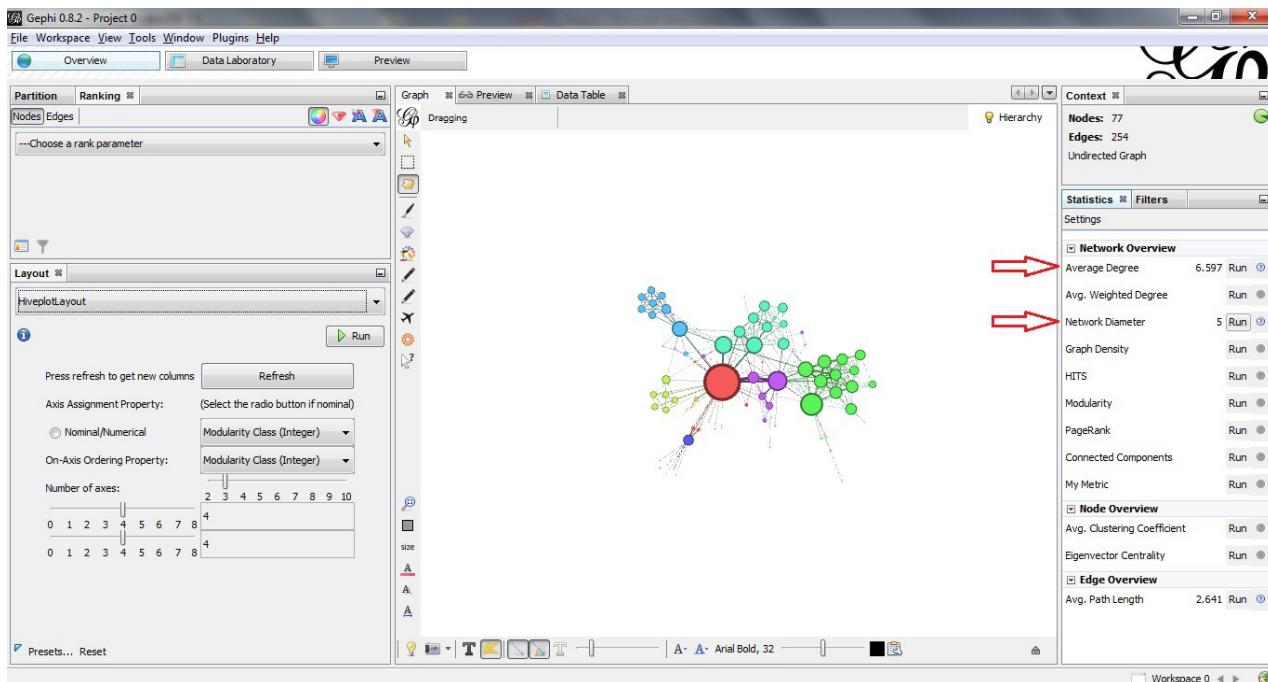 Gephi 0.8.2 - Project 0
File Workspace View Tools Window Plugins Help
Overview Data Laboratory Preview
Partition Ranking
Nodes Edges
---Choose a rank parameter
Layout
HiveplotLayout
Run
Press refresh to get new columns Refresh
Axis Assignment Property: (Select the radio button if nominal)
Nominal/Numerical Modularity Class (Integer)
On-Axis Ordering Property: Modularity Class (Integer)
Number of axes:
2 3 4 5 6 7 8 9 10
4
0 1 2 3 4 5 6 7 8
4
0 1 2 3 4 5 6 7 8
Presets... Reset
Graph Preview Data Table
Dragging Hierarchy
size
A
A
A
T T A- A- Arial Bold, 32
Context
Nodes: 77
Edges: 254
Undirected Graph
Statistics Filters
Settings
Network Overview
Average Degree 6.597 Run
Avg. Weighted Degree Run
Network Diameter 5 Run
Graph Density Run
HITS Run
Modularity Run
PageRank Run
Connected Components Run
My Metric Run
Node Overview
Avg. Clustering Coefficient Run
Eigenvector Centrality Run
Edge Overview
Avg. Path Length 2.641 Run
Workspace 0